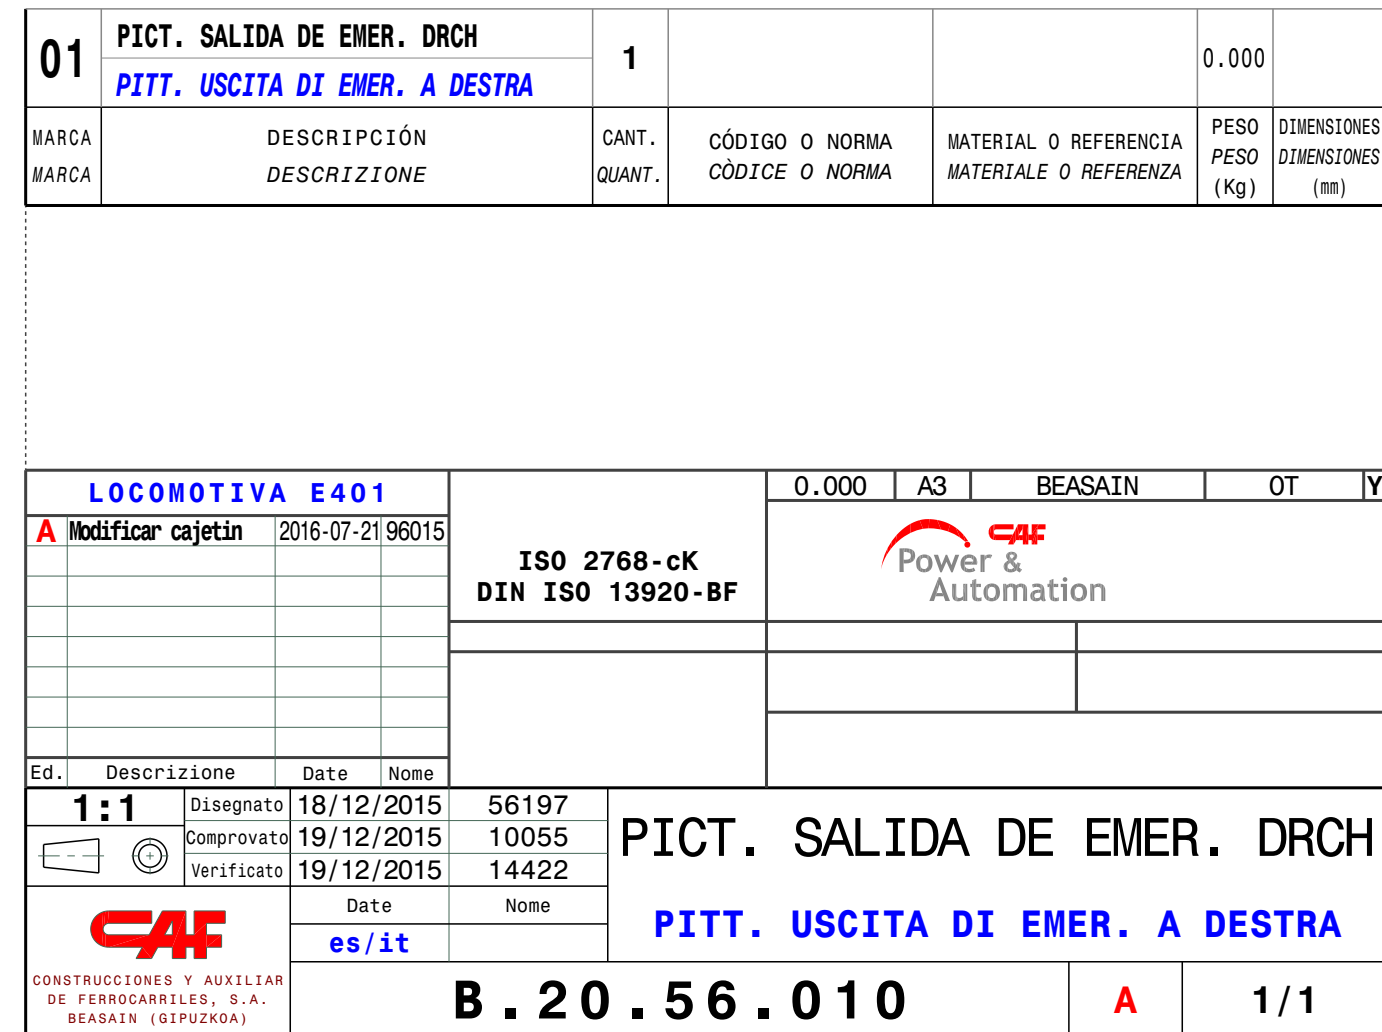 01 PICT. SALIDA DE EMER. DRCH 1 0.000
PITT. USCITA DI EMER. A DESTRA
MARCA DESCRIPCIÓN CANT. CÓDIGO O NORMA MATERIAL O REFERENCIA PESO DIMENSIONES
MARCA DESCRIZIONE QUANT. CÒDICE O NORMA MATERIALE O REFERENZA PESO DIMENSIONES
(Kg) (mm)
LOCOMOTIVA E401 0.000 A3 BEASAIN OT Y
A Modificar cajetin 2016-07-21 96015
CAF
Power &
Automation
ISO 2768-cK
DIN ISO 13920-BF
Ed. Descrizione Date Nome
1:1 Disegnato 18/12/2015 56197
Comprovato 19/12/2015 10055
Verificato 19/12/2015 14422
Date Nome
es/it
PICT. SALIDA DE EMER. DRCH
PITT. USCITA DI EMER. A DESTRA
CAF
CONSTRUCCIONES Y AUXILIAR
DE FERROCARRILES, S.A.
BEASAIN (GIPUZKOA)
B.20.56.010 A 1/1